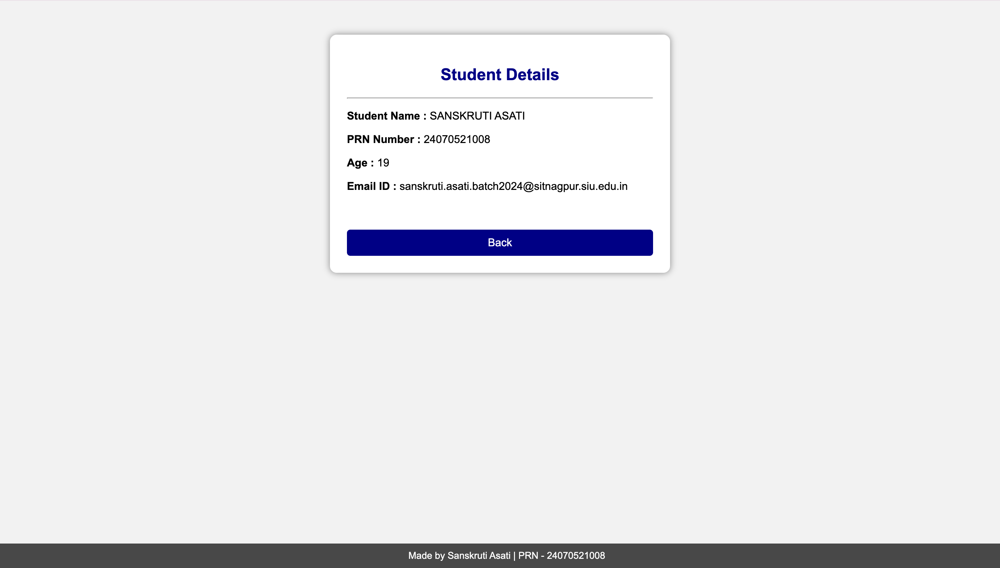 Student Details
Student Name : SANSKRUTI ASATI
PRN Number : 24070521008
Age : 19
Email ID : sanskruti.asati.batch2024@sitnagpur.siu.edu.in
Back
Made by Sanskruti Asati | PRN - 24070521008